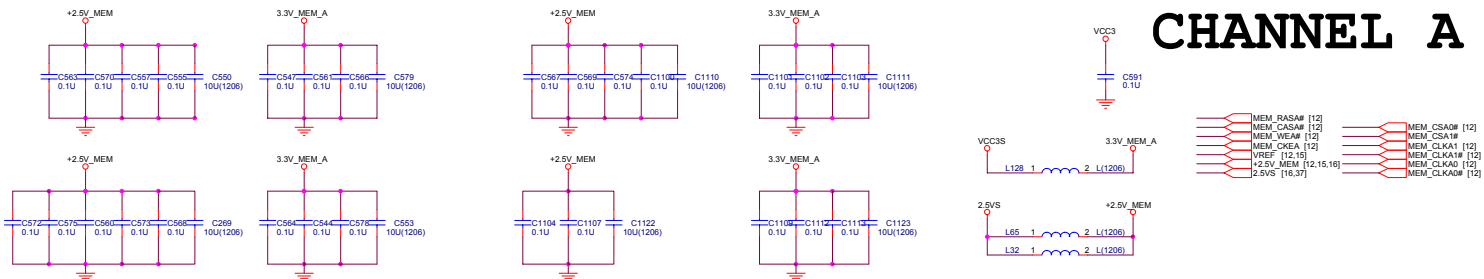 CHANNEL A
+2.5V_MEM
3.3V_MEM_A
+2.5V_MEM
3.3V_MEM_A
VCC3
C563 C570 C557 C555 C550
0.1U 0.1U 0.1U 0.1U 10U(1206)
C547 C561 C566 C579
0.1U 0.1U 0.1U 10U(1206)
C567 C569 C574 C1100 C1110
0.1U 0.1U 0.1U 0.1U 10U(1206)
C1101 C1102 C1103 C1111
0.1U 0.1U 0.1U 10U(1206)
C591
0.1U
MEM_RASA# [12]
MEM_CASA# [12]
MEM_WEA# [12]
MEM_CKEA [12]
VREF [12,15]
+2.5V_MEM [12,15,16]
2.5VS [16,37]
MEM_CSA0# [12]
MEM_CSA1#
MEM_CLKA1 [12]
MEM_CLKA1# [12]
MEM_CLKA0 [12]
MEM_CLKA0# [12]
VCC3S
3.3V_MEM_A
L128 1 2 L(1206)
+2.5V_MEM
3.3V_MEM_A
+2.5V_MEM
3.3V_MEM_A
C572 C575 C560 C573 C568 C269
0.1U 0.1U 0.1U 0.1U 0.1U 10U(1206)
C564 C544 C578 C553
0.1U 0.1U 0.1U 10U(1206)
C1104 C1107 C1122
0.1U 0.1U 10U(1206)
C1109 C1112 C1113 C1123
0.1U 0.1U 0.1U 10U(1206)
2.5VS
+2.5V_MEM
L65 1 2 L(1206)
L32 1 2 L(1206)